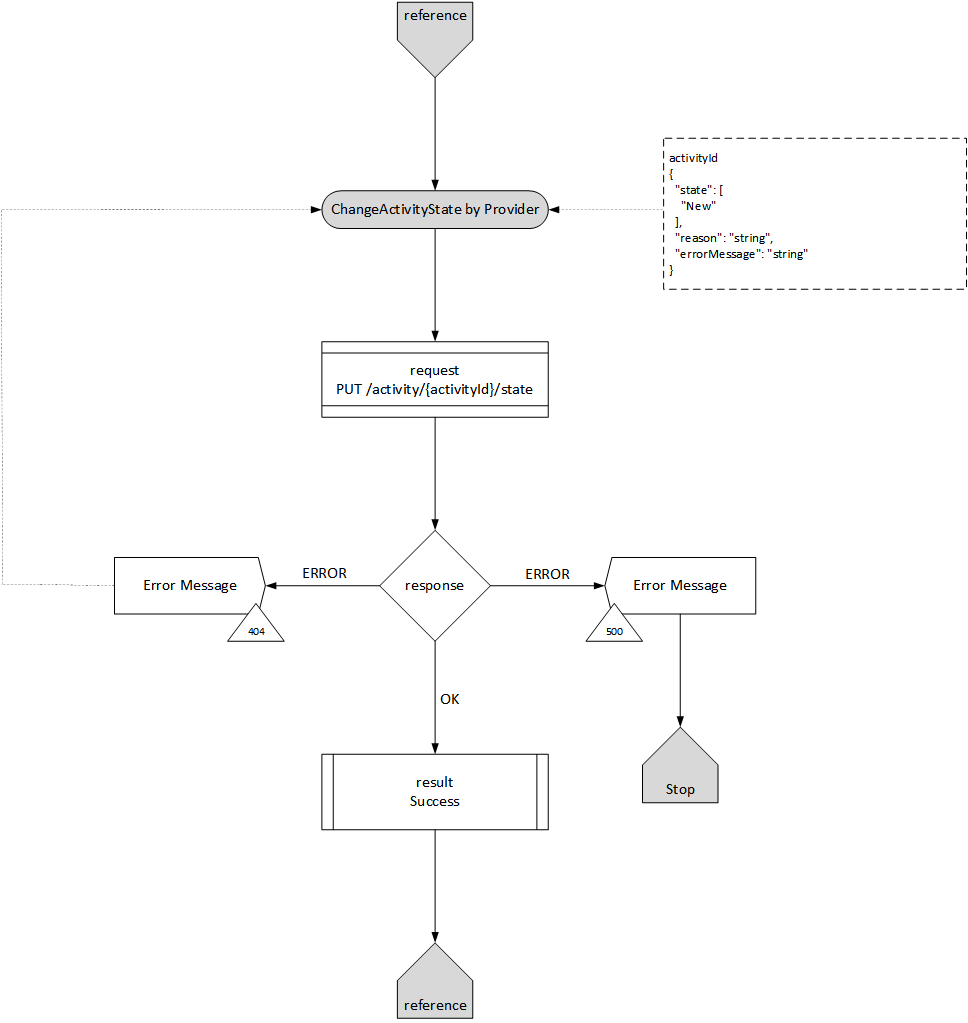 reference
activityId
{
"state": [
"New"
],
"reason": "string",
"errorMessage": "string"
}
ChangeActivityState by Provider
request
PUT /activity/{activityId}/state
ERROR
ERROR
Error Message
response
Error Message
404
500
OK
result
Success
Stop
reference